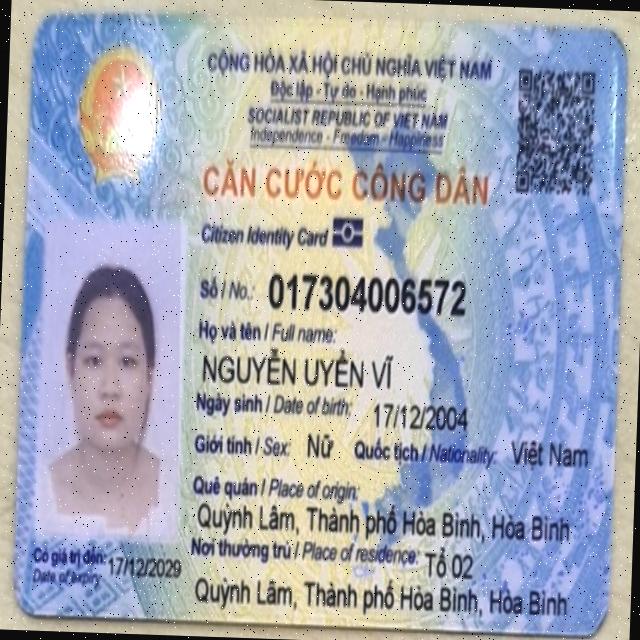 CỘNG HÒA XÃ HỘI CHỦ NGHĨA VIỆT NAM
Độc lập - Tự do - Hạnh phúc
SOCIALIST REPUBLIC OF VIET NAM
Independence - Freedom - Happiness
CĂN CƯỚC CÔNG DÂN
Citizen Identity Card
Số / No.: 017304006572
Họ và tên / Full name:
NGUYỄN UYÊN VĨ
Ngày sinh / Date of birth: 17/12/2004
Giới tính / Sex: Nữ Quốc tịch / Nationality: Việt Nam
Quê quán / Place of origin:
Quỳnh Lâm, Thành phố Hòa Bình, Hòa Bình
Nơi thường trú / Place of residence: Tổ 02
Quỳnh Lâm, Thành phố Hòa Bình, Hòa Bình
Có giá trị đến: 17/12/2029
Date of expiry